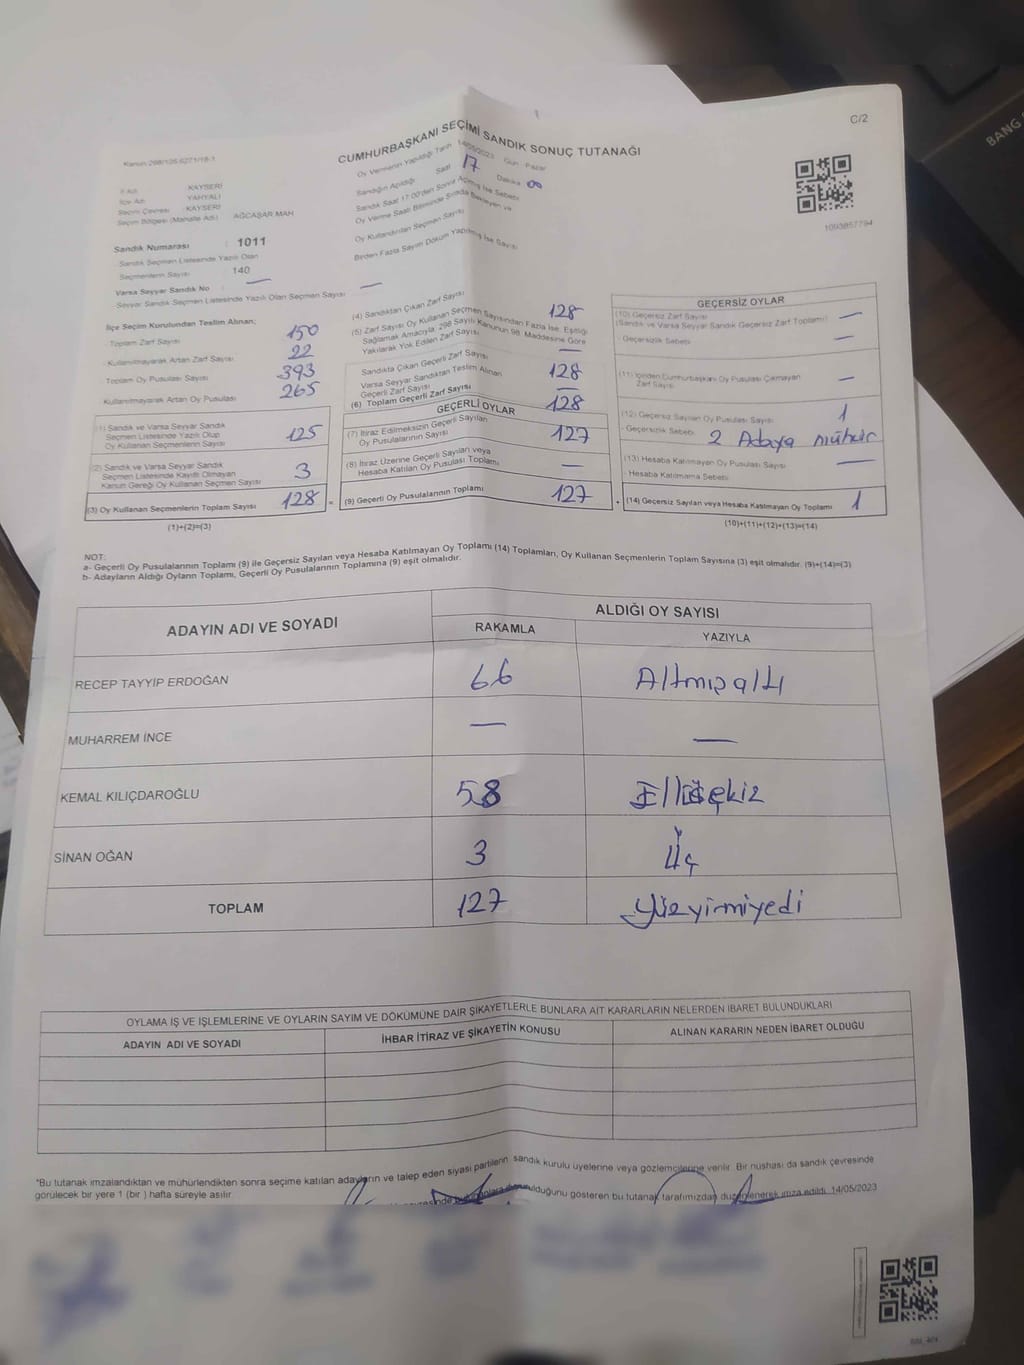 C/2
BANG
CUMHURBAŞKANI SEÇİMİ SANDIK SONUÇ TUTANAĞI
Kanun:298/105-6271/18-1
Oy Vermenin Yapıldığı Tarih 14/05/2023 Gün Pazar
Sandığın Açıldığı Saat 17 Dakika 00
Sandık Saat 17:00'den Sonra Açılmış İse Sebebi
Oy Verme Saati Bitiminde Sırada Bekleyen ve
Oy Kullandırılan Seçmen Sayısı
Birden Fazla Sayım Döküm Yapılmış İse Sayısı
İl Adı KAYSERİ
İlçe Adı YAHYALI
Seçim Çevresi KAYSERİ
Seçim Bölgesi (Mahalle Adı) AĞCAŞAR MAH
1093857794
Sandık Numarası : 1011
Sandık Seçmen Listesinde Yazılı Olan
Seçmenlerin Sayısı 140
Varsa Seyyar Sandık No : —
Seyyar Sandık Seçmen Listesinde Yazılı Olan Seçmen Sayısı —
İlçe Seçim Kurulundan Teslim Alınan;
Toplam Zarf Sayısı 150
Kullanılmayarak Artan Zarf Sayısı 22
Toplam Oy Pusulası Sayısı 393
Kullanılmayarak Artan Oy Pusulası 265
(1) Sandık ve Varsa Seyyar Sandık
Seçmen Listesinde Yazılı Olup
Oy Kullanan Seçmenlerin Sayısı 125
(2) Sandık ve Varsa Seyyar Sandık
Seçmen Listesinde Kayıtlı Olmayan
Kanun Gereği Oy Kullanan Seçmen Sayısı 3
(3) Oy Kullanan Seçmenlerin Toplam Sayısı 128
(1)+(2)=(3)
(4) Sandıktan Çıkan Zarf Sayısı 128
(5) Zarf Sayısı Oy Kullanan Seçmen Sayısından Fazla İse, Eşitliği
Sağlamak Amacıyla; 298 Sayılı Kanunun 98. Maddesine Göre
Yakılarak Yok Edilen Zarf Sayısı —
Sandıkta Çıkan Geçerli Zarf Sayısı 128
Varsa Seyyar Sandıktan Teslim Alınan
Geçerli Zarf Sayısı —
(6) Toplam Geçerli Zarf Sayısı 128
GEÇERLİ OYLAR
(7) İtiraz Edilmeksizin Geçerli Sayılan
Oy Pusulalarının Sayısı 127
(8) İtiraz Üzerine Geçerli Sayılan veya
Hesaba Katılan Oy Pusulası Toplamı —
(9) Geçerli Oy Pusulalarının Toplamı 127
GEÇERSİZ OYLAR
(10) Geçersiz Zarf Sayısı
(Sandık ve Varsa Seyyar Sandık Geçersiz Zarf Toplamı) —
- Geçersizlik Sebebi —
(11) İçinden Cumhurbaşkanı Oy Pusulası Çıkmayan
Zarf Sayısı —
(12) Geçersiz Sayılan Oy Pusulası Sayısı 1
- Geçersizlik Sebebi 2 Adaya mühür
(13) Hesaba Katılmayan Oy Pusulası Sayısı —
- Hesaba Katılmama Sebebi
(14) Geçersiz Sayılan veya Hesaba Katılmayan Oy Toplamı 1
(10)+(11)+(12)+(13)=(14)
NOT:
a- Geçerli Oy Pusulalarının Toplamı (9) ile Geçersiz Sayılan veya Hesaba Katılmayan Oy Toplamı (14) Toplamları, Oy Kullanan Seçmenlerin Toplam Sayısına (3) eşit olmalıdır. (9)+(14)=(3)
b- Adayların Aldığı Oyların Toplamı, Geçerli Oy Pusulalarının Toplamına (9) eşit olmalıdır.
ADAYIN ADI VE SOYADI
ALDIĞI OY SAYISI
RAKAMLA YAZIYLA
RECEP TAYYİP ERDOĞAN 66 Altmışaltı
MUHARREM İNCE — —
KEMAL KILIÇDAROĞLU 58 Ellisekiz
SİNAN OĞAN 3 Üç
TOPLAM 127 Yüzyirmiyedi
OYLAMA İŞ VE İŞLEMLERİNE VE OYLARIN SAYIM VE DÖKÜMÜNE DAİR ŞİKAYETLERLE BUNLARA AİT KARARLARIN NELERDEN İBARET BULUNDUKLARI
ADAYIN ADI VE SOYADI İHBAR İTİRAZ VE ŞİKAYETİN KONUSU ALINAN KARARIN NEDEN İBARET OLDUĞU
"Bu tutanak imzalandıktan ve mühürlendikten sonra seçime katılan adayların ve talep eden siyasi partilerin sandık kurulu üyelerine veya gözlemcilerine verilir. Bir nüshası da sandık çevresinde
görülecek bir yere 1 (bir ) hafta süreyle asılır.
olduğunu gösteren bu tutanak tarafımızdan düzenlenerek imza edildi. 14/05/2023